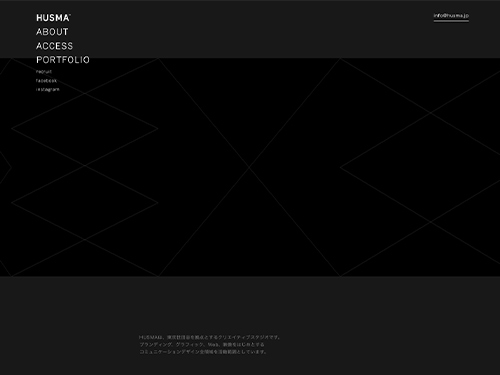 HUSMA
ABOUT
ACCESS
PORTFOLIO
recruit
facebook
instagram
info@husma.jp
HUSMAは、東京世田谷を拠点とするクリエイティブスタジオです。
ブランディング、グラフィック、Web、映像をはじめとする
コミュニケーションデザイン全領域を活動範囲としています。